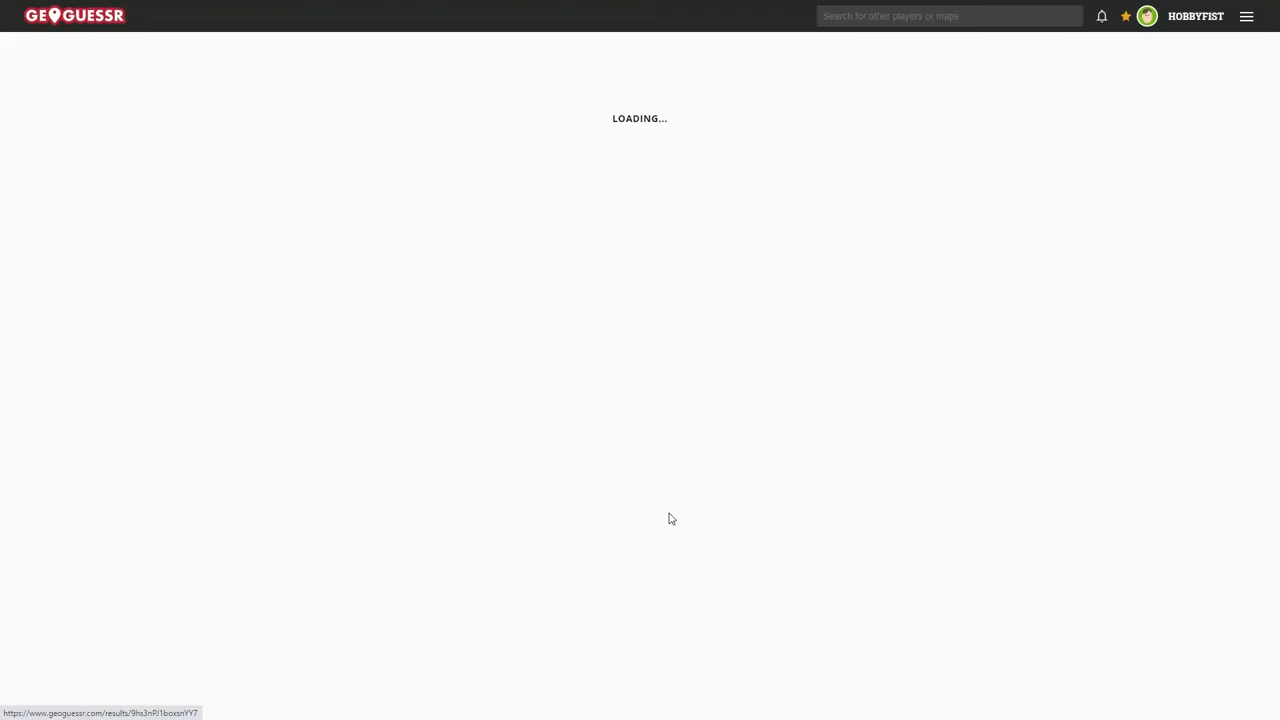 GEOGUESSR
Search for other players or maps
HOBBYFIST
LOADING...
https://www.geoguessr.com/results/9hs3nPJ1boxsnYY7